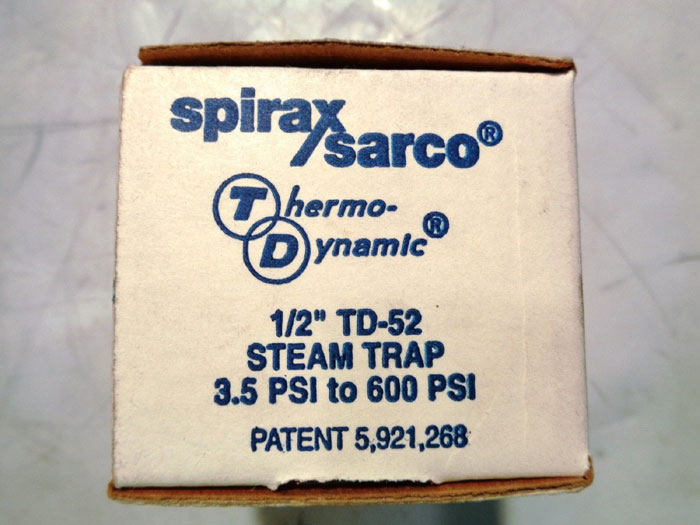 spirax/sarco®
Thermo-
Dynamic®
1/2" TD-52
STEAM TRAP
3.5 PSI to 600 PSI
PATENT 5,921,268